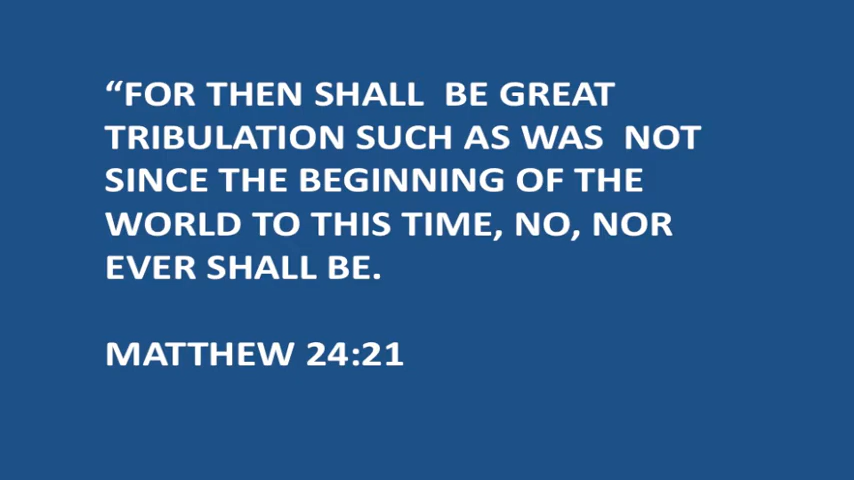 “FOR THEN SHALL  BE GREAT
TRIBULATION SUCH AS WAS  NOT
SINCE THE BEGINNING OF THE
WORLD TO THIS TIME, NO, NOR
EVER SHALL BE.
MATTHEW 24:21